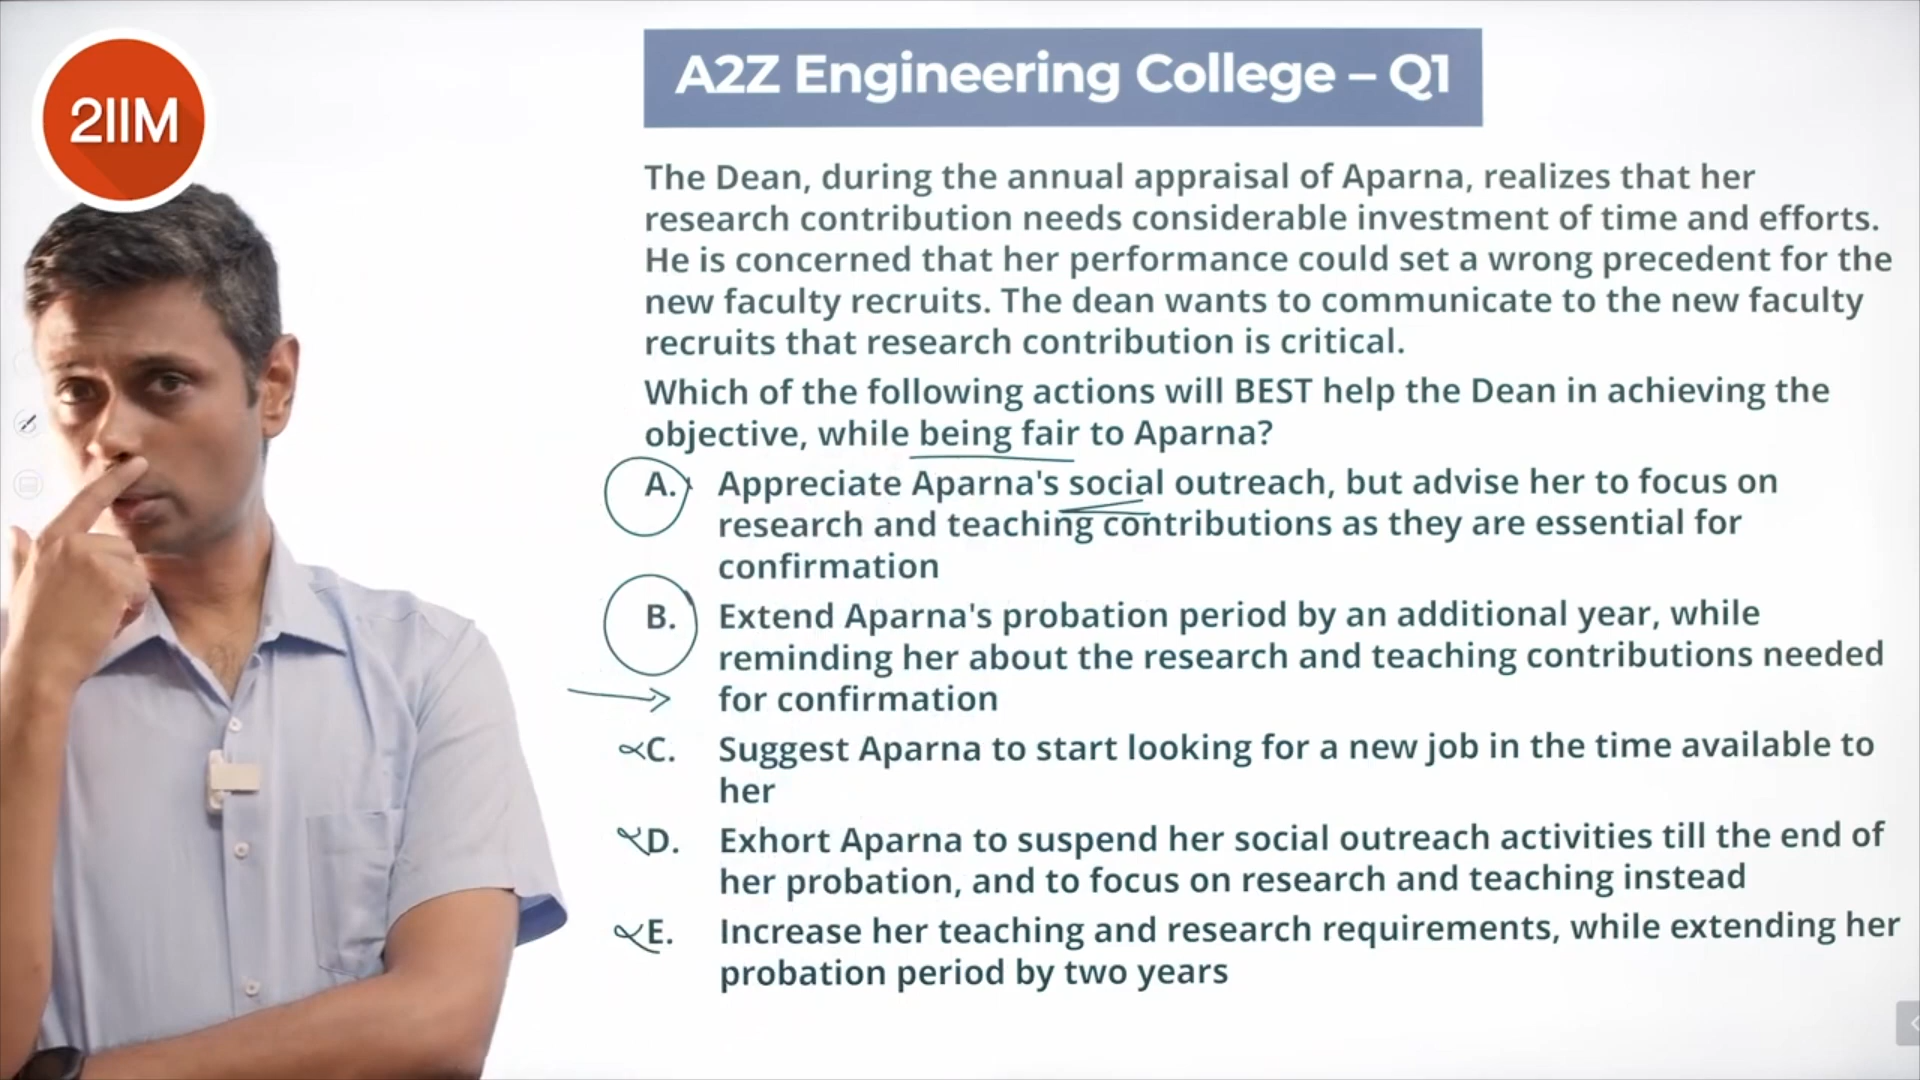 2IIM
A2Z Engineering College – Q1
The Dean, during the annual appraisal of Aparna, realizes that her
research contribution needs considerable investment of time and efforts.
He is concerned that her performance could set a wrong precedent for the
new faculty recruits. The dean wants to communicate to the new faculty
recruits that research contribution is critical.
Which of the following actions will BEST help the Dean in achieving the
objective, while being fair to Aparna?
A. Appreciate Aparna's social outreach, but advise her to focus on
research and teaching contributions as they are essential for
confirmation
B. Extend Aparna's probation period by an additional year, while
reminding her about the research and teaching contributions needed
for confirmation
C. Suggest Aparna to start looking for a new job in the time available to
her
D. Exhort Aparna to suspend her social outreach activities till the end of
her probation, and to focus on research and teaching instead
E. Increase her teaching and research requirements, while extending her
probation period by two years